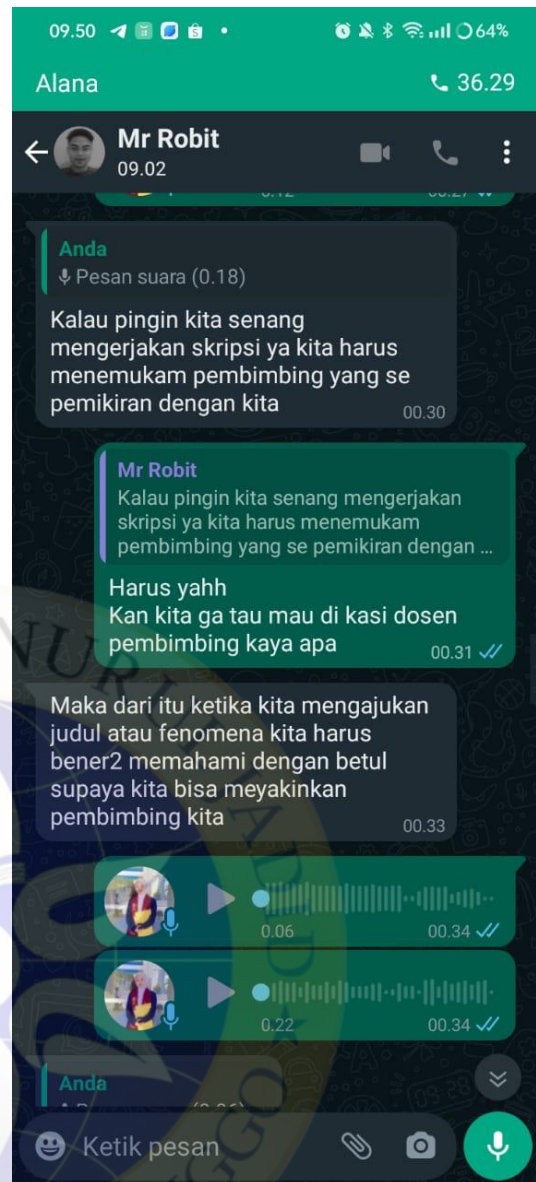 09.50 64%
Alana 36.29
Mr Robit
09.02
0.12 00.27
Anda
Pesan suara (0.18)
Kalau pingin kita senang
mengerjakan skripsi ya kita harus
menemukam pembimbing yang se
pemikiran dengan kita
00.30
Mr Robit
Kalau pingin kita senang mengerjakan
skripsi ya kita harus menemukam
pembimbing yang se pemikiran dengan ...
Harus yahh
Kan kita ga tau mau di kasi dosen
pembimbing kaya apa
00.31
Maka dari itu ketika kita mengajukan
judul atau fenomena kita harus
bener2 memahami dengan betul
supaya kita bisa meyakinkan
pembimbing kita
00.33
0.06 00.34
0.22 00.34
Anda
Ketik pesan